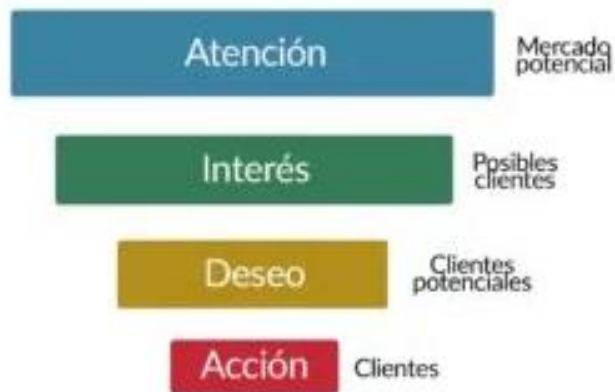 Atención
Mercado
potencial
Interés
Posibles
clientes
Deseo
Clientes
potenciales
Acción
Clientes